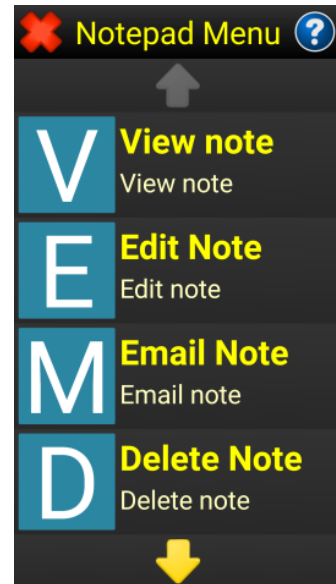 Notepad Menu ?
V
View note
View note
E
Edit Note
Edit note
M
Email Note
Email note
D
Delete Note
Delete note